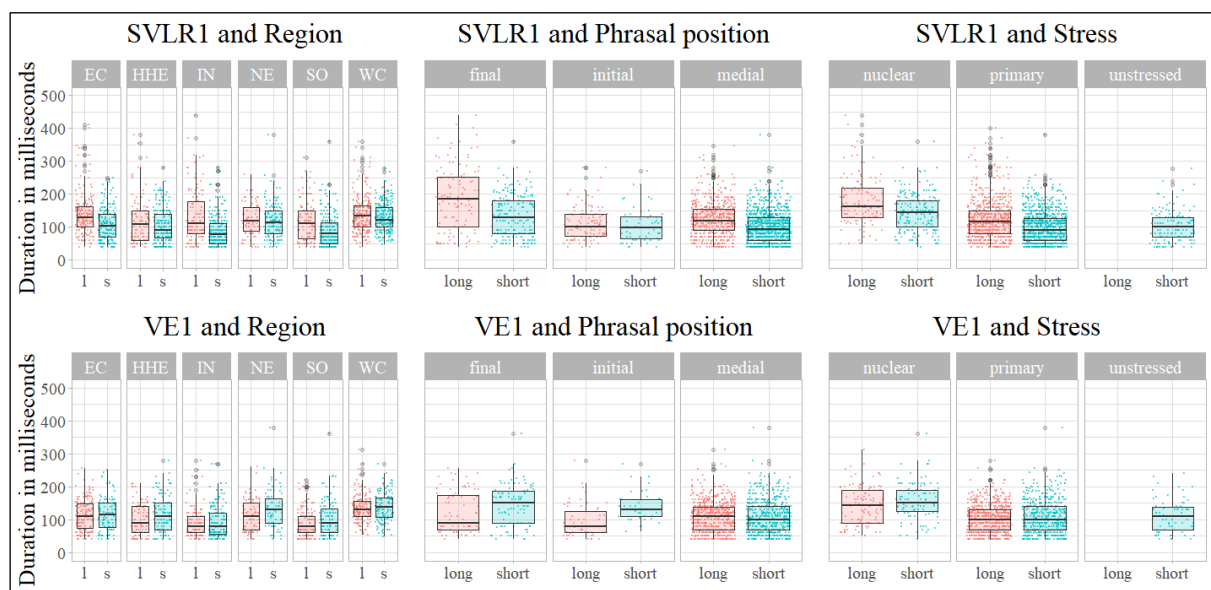 SVLR1 and Region SVLR1 and Phrasal position SVLR1 and Stress
EC HHE IN NE SO WC final initial medial nuclear primary unstressed
Duration in milliseconds
500
400
300
200
100
0
l s l s l s l s l s l s long short long short long short long short long short long short
VE1 and Region VE1 and Phrasal position VE1 and Stress
EC HHE IN NE SO WC final initial medial nuclear primary unstressed
Duration in milliseconds
500
400
300
200
100
0
l s l s l s l s l s l s long short long short long short long short long short long short